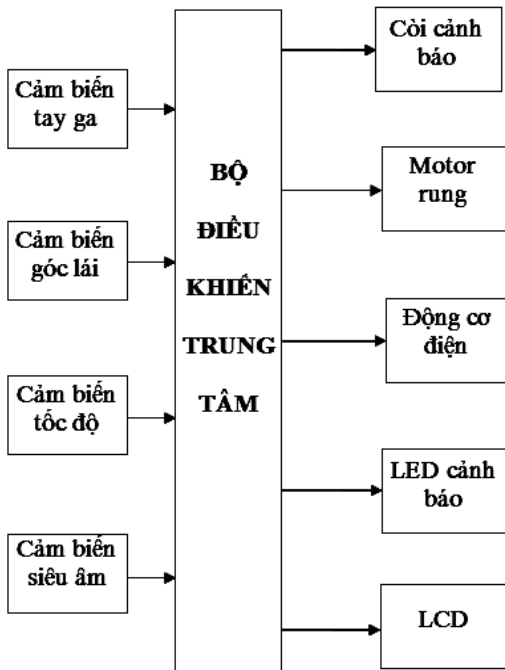 Cảm biến
tay ga
Cảm biến
góc lái
Cảm biến
tốc độ
Cảm biến
siêu âm
BỘ
ĐIỀU
KHIẾN
TRUNG
TÂM
Còi cảnh
báo
Motor
rung
Động cơ
điện
LED cảnh
báo
LCD